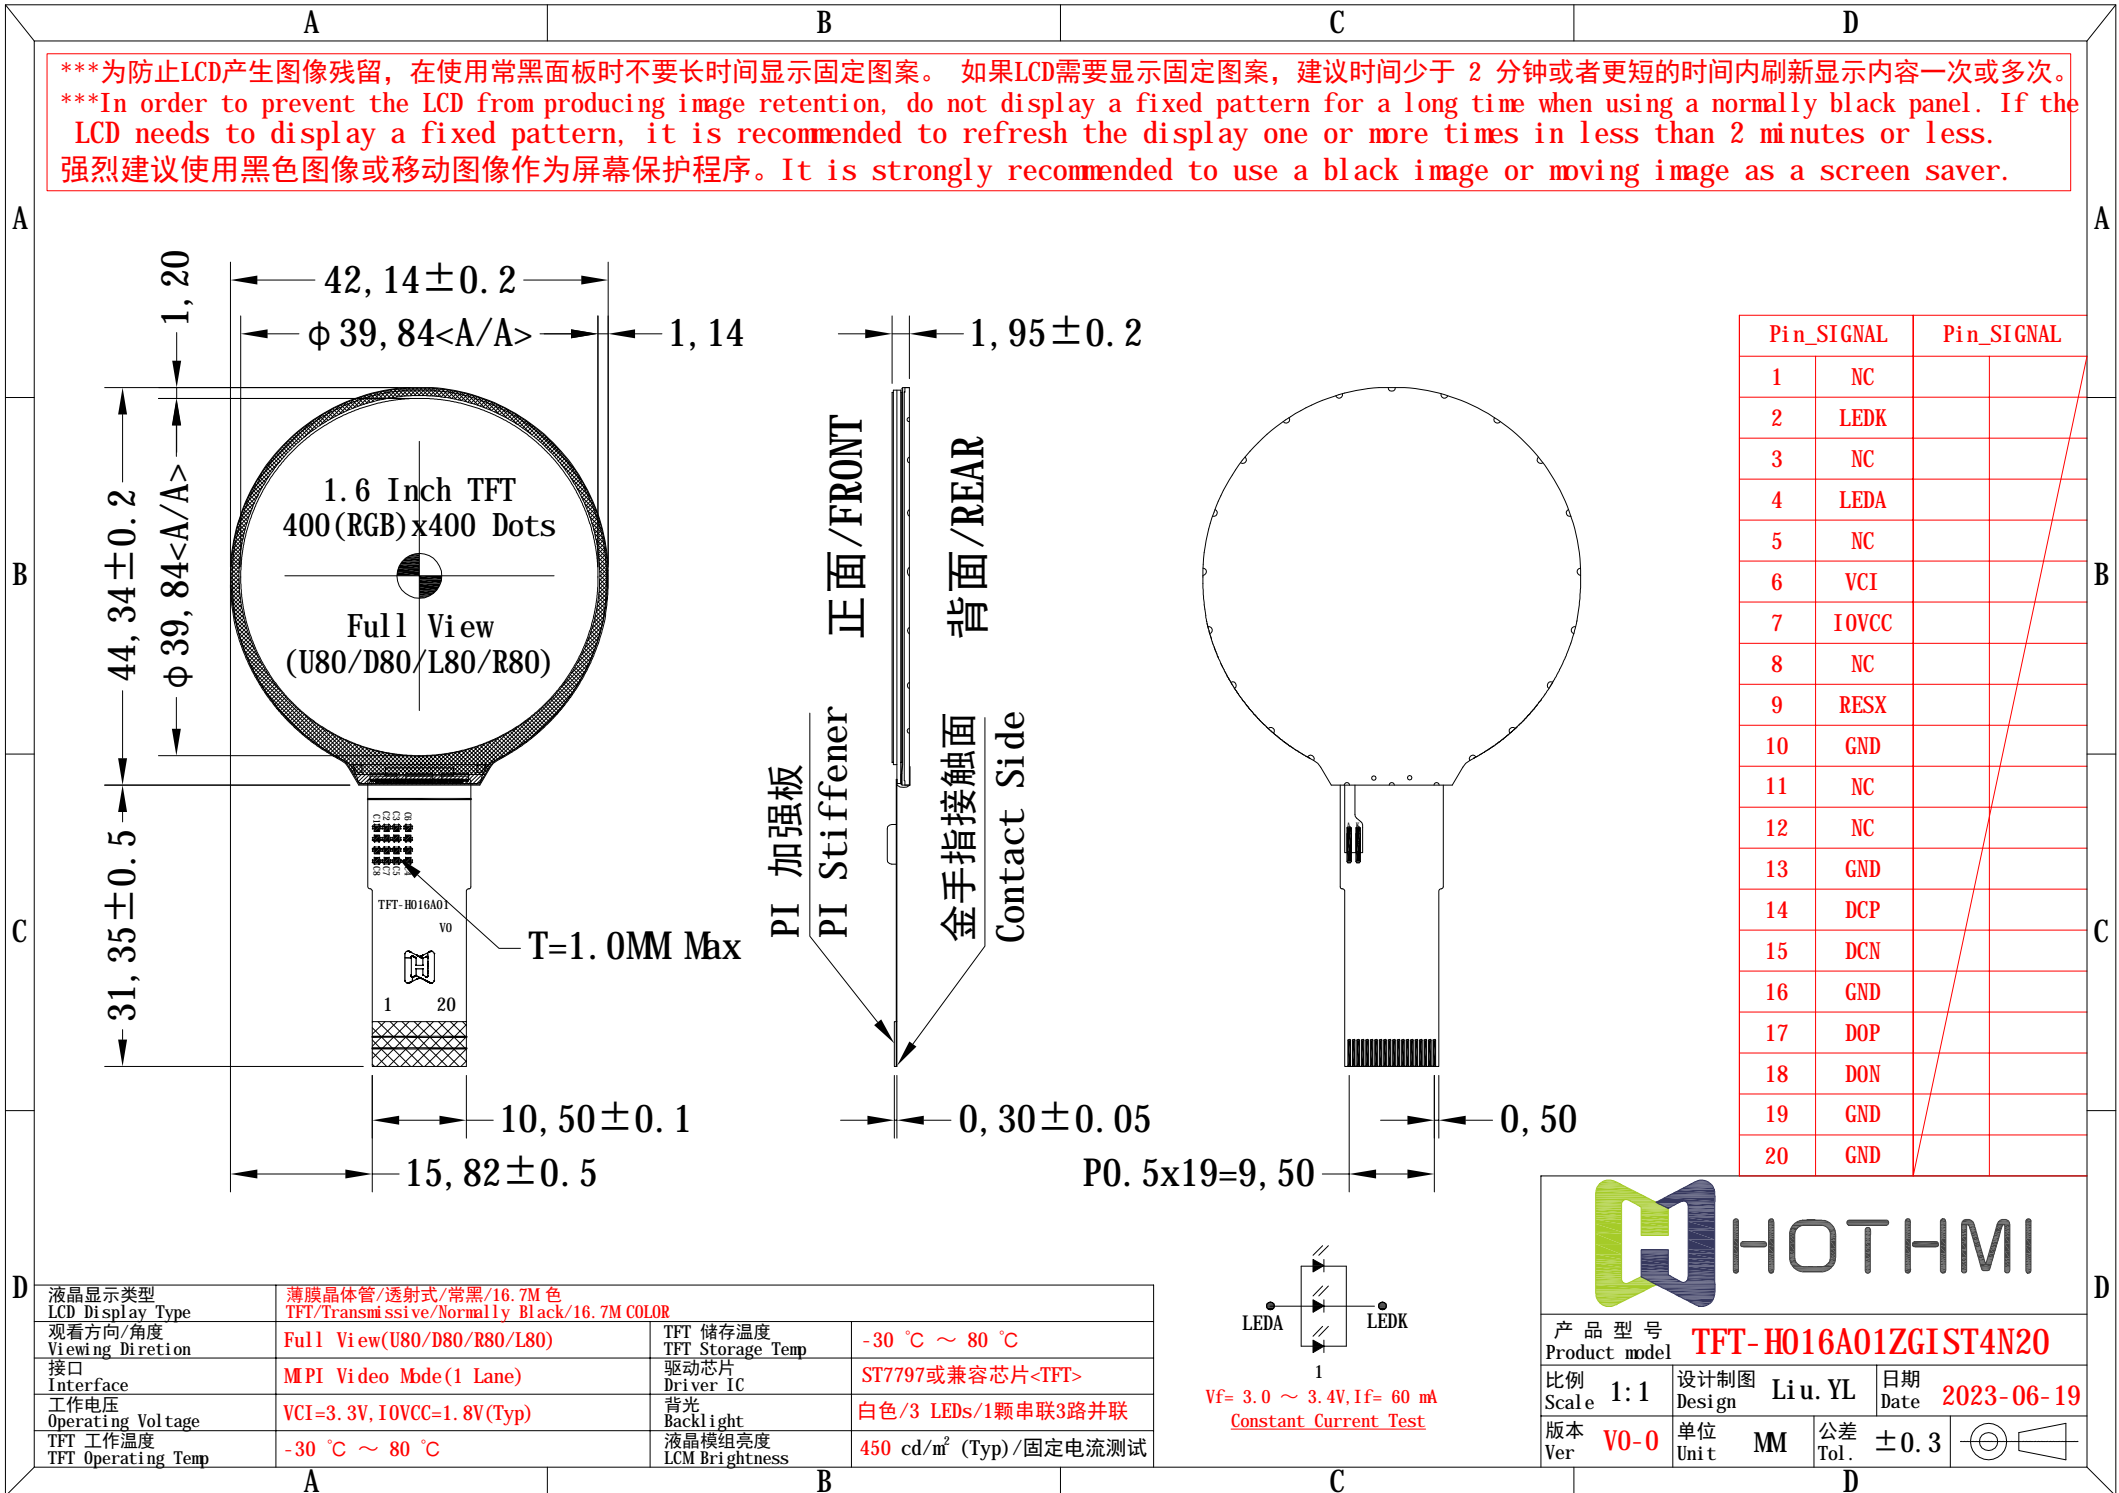 A B C D
***为防止LCD产生图像残留，在使用常黑面板时不要长时间显示固定图案。 如果LCD需要显示固定图案，建议时间少于 2 分钟或者更短的时间内刷新显示内容一次或多次。
***In order to prevent the LCD from producing image retention, do not display a fixed pattern for a long time when using a normally black panel. If the
LCD needs to display a fixed pattern, it is recommended to refresh the display one or more times in less than 2 minutes or less.
强烈建议使用黑色图像或移动图像作为屏幕保护程序。It is strongly recommended to use a black image or moving image as a screen saver.
A A
B B
C C
D D
42,14±0.2
φ39,84<A/A>
1,14
1,20
44,34±0.2
φ39,84<A/A>
31,35±0.5
1.6 Inch TFT
400(RGB)x400 Dots
Full View
(U80/D80/L80/R80)
TFT-H016A01
V0
1 20
T=1.0MM Max
10,50±0.1
15,82±0.5
1,95±0.2
正面/FRONT
背面/REAR
PI 加强板
PI Stiffener
金手指接触面
Contact Side
0,30±0.05
0,50
P0.5x19=9,50
Pin_SIGNAL Pin_SIGNAL
1 NC
2 LEDK
3 NC
4 LEDA
5 NC
6 VCI
7 IOVCC
8 NC
9 RESX
10 GND
11 NC
12 NC
13 GND
14 DCP
15 DCN
16 GND
17 DOP
18 DON
19 GND
20 GND
LEDA LEDK
1
Vf= 3.0 ～ 3.4V,If= 60 mA
Constant Current Test
HOTHMI
产品型号
Product model TFT-H016A01ZGIST4N20
比例
Scale 1:1
设计制图
Design Liu.YL
日期
Date 2023-06-19
版本
Ver V0-0
单位
Unit MM
公差
Tol. ±0.3
液晶显示类型
LCD Display Type
薄膜晶体管/透射式/常黑/16.7M 色
TFT/Transmissive/Normally Black/16.7M COLOR
观看方向/角度
Viewing Diretion
Full View(U80/D80/R80/L80)
TFT 储存温度
TFT Storage Temp
-30 ℃ ～ 80 ℃
接口
Interface
MIPI Video Mode(1 Lane)
驱动芯片
Driver IC
ST7797或兼容芯片<TFT>
工作电压
Operating Voltage
VCI=3.3V,IOVCC=1.8V(Typ)
背光
Backlight
白色/3 LEDs/1颗串联3路并联
TFT 工作温度
TFT Operating Temp
-30 ℃ ～ 80 ℃
液晶模组亮度
LCM Brightness
450 cd/m² (Typ)/固定电流测试
A B C D